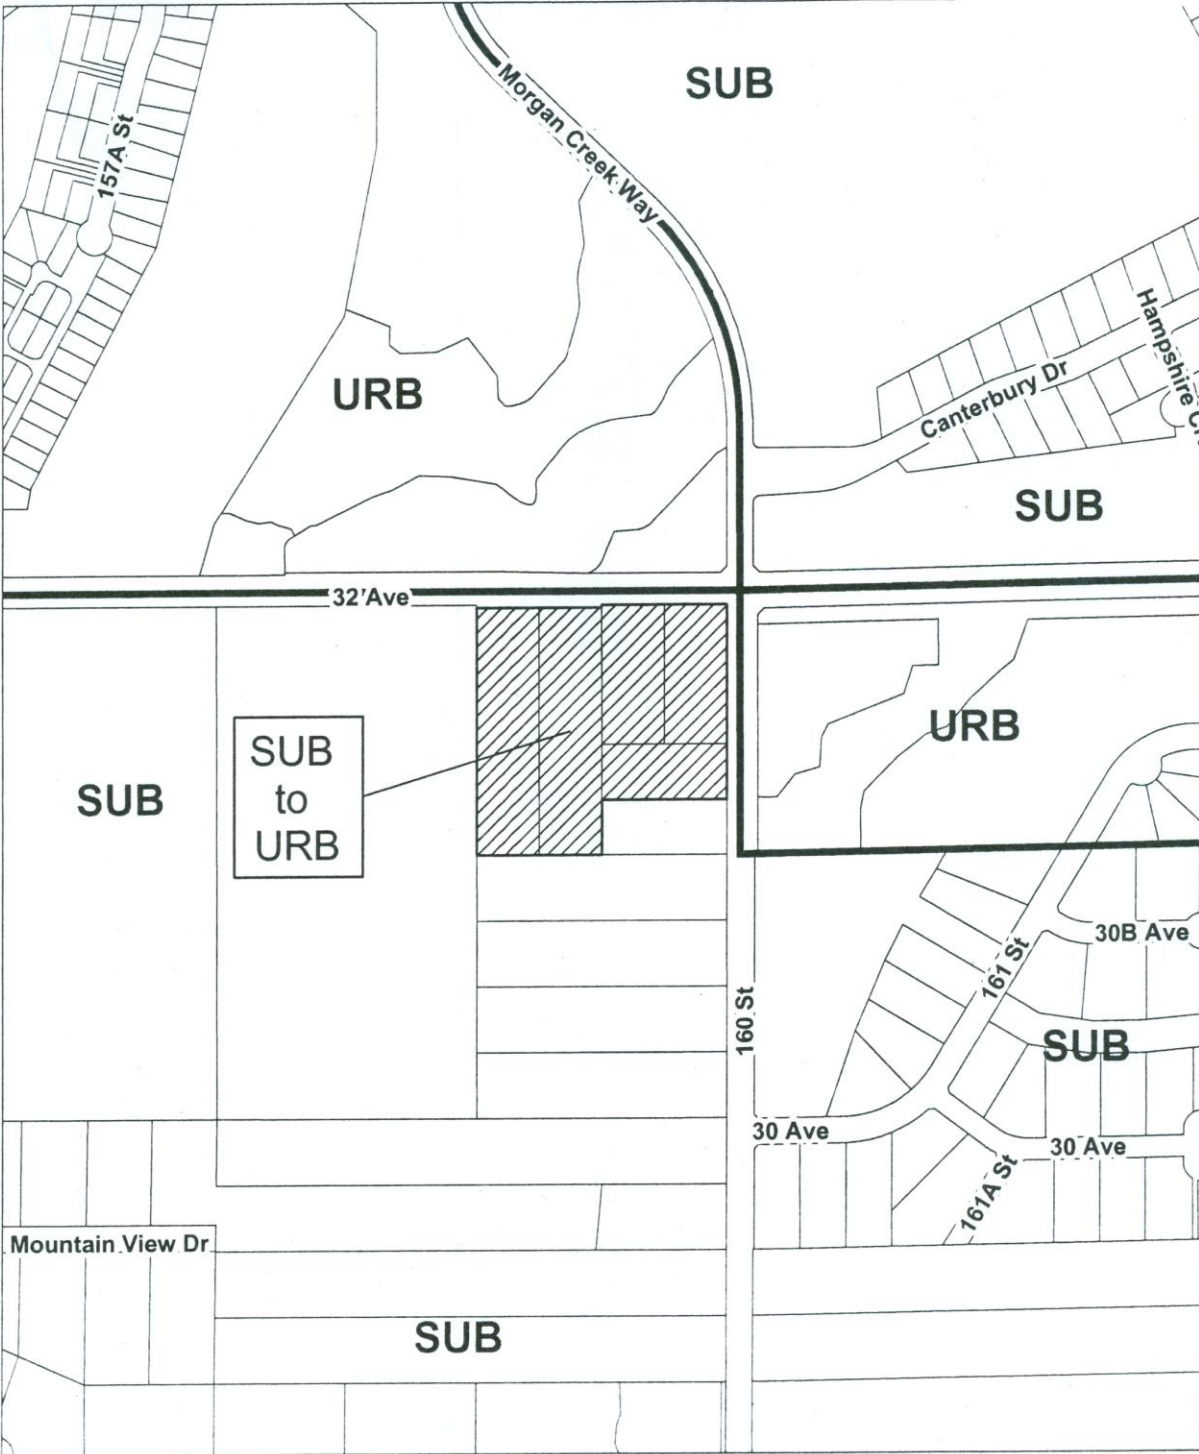 SUB
Morgan Creek Way
157A St
Hampshire
URB
Canterbury Dr
SUB
32 Ave
SUB
to
URB
URB
SUB
30B Ave
161 St
160 St
SUB
30 Ave
30 Ave
161A St
Mountain View Dr
SUB